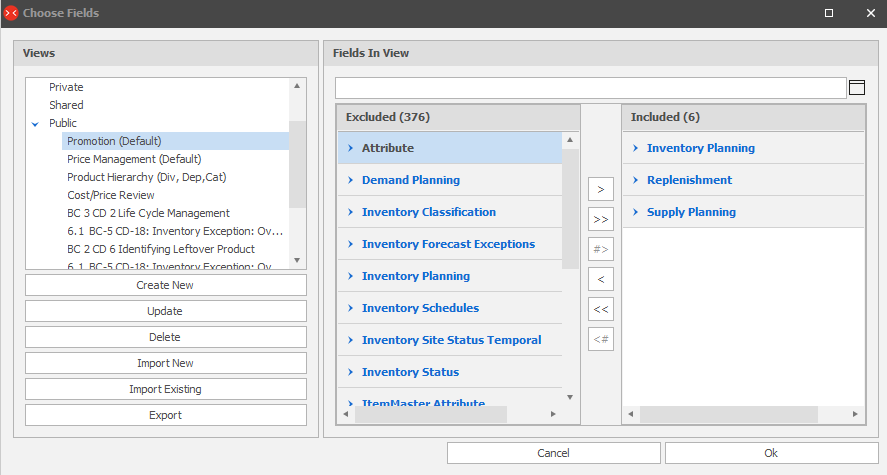 Choose Fields
Views
Private
Shared
Public
Promotion (Default)
Price Management (Default)
Product Hierarchy (Div, Dep,Cat)
Cost/Price Review
BC 3 CD 2 Life Cycle Management
6.1 BC-5 CD-18: Inventory Exception: Ov...
BC 2 CD 6 Identifying Leftover Product
6.1 BC-5 CD-18: Inventory Exception: Ov
Create New
Update
Delete
Import New
Import Existing
Export
Fields In View
Excluded (376)
Attribute
Demand Planning
Inventory Classification
Inventory Forecast Exceptions
Inventory Planning
Inventory Schedules
Inventory Site Status Temporal
Inventory Status
ItemMaster Attribute
>
>>
#>
<
<<
<#
Included (6)
Inventory Planning
Replenishment
Supply Planning
Cancel
Ok